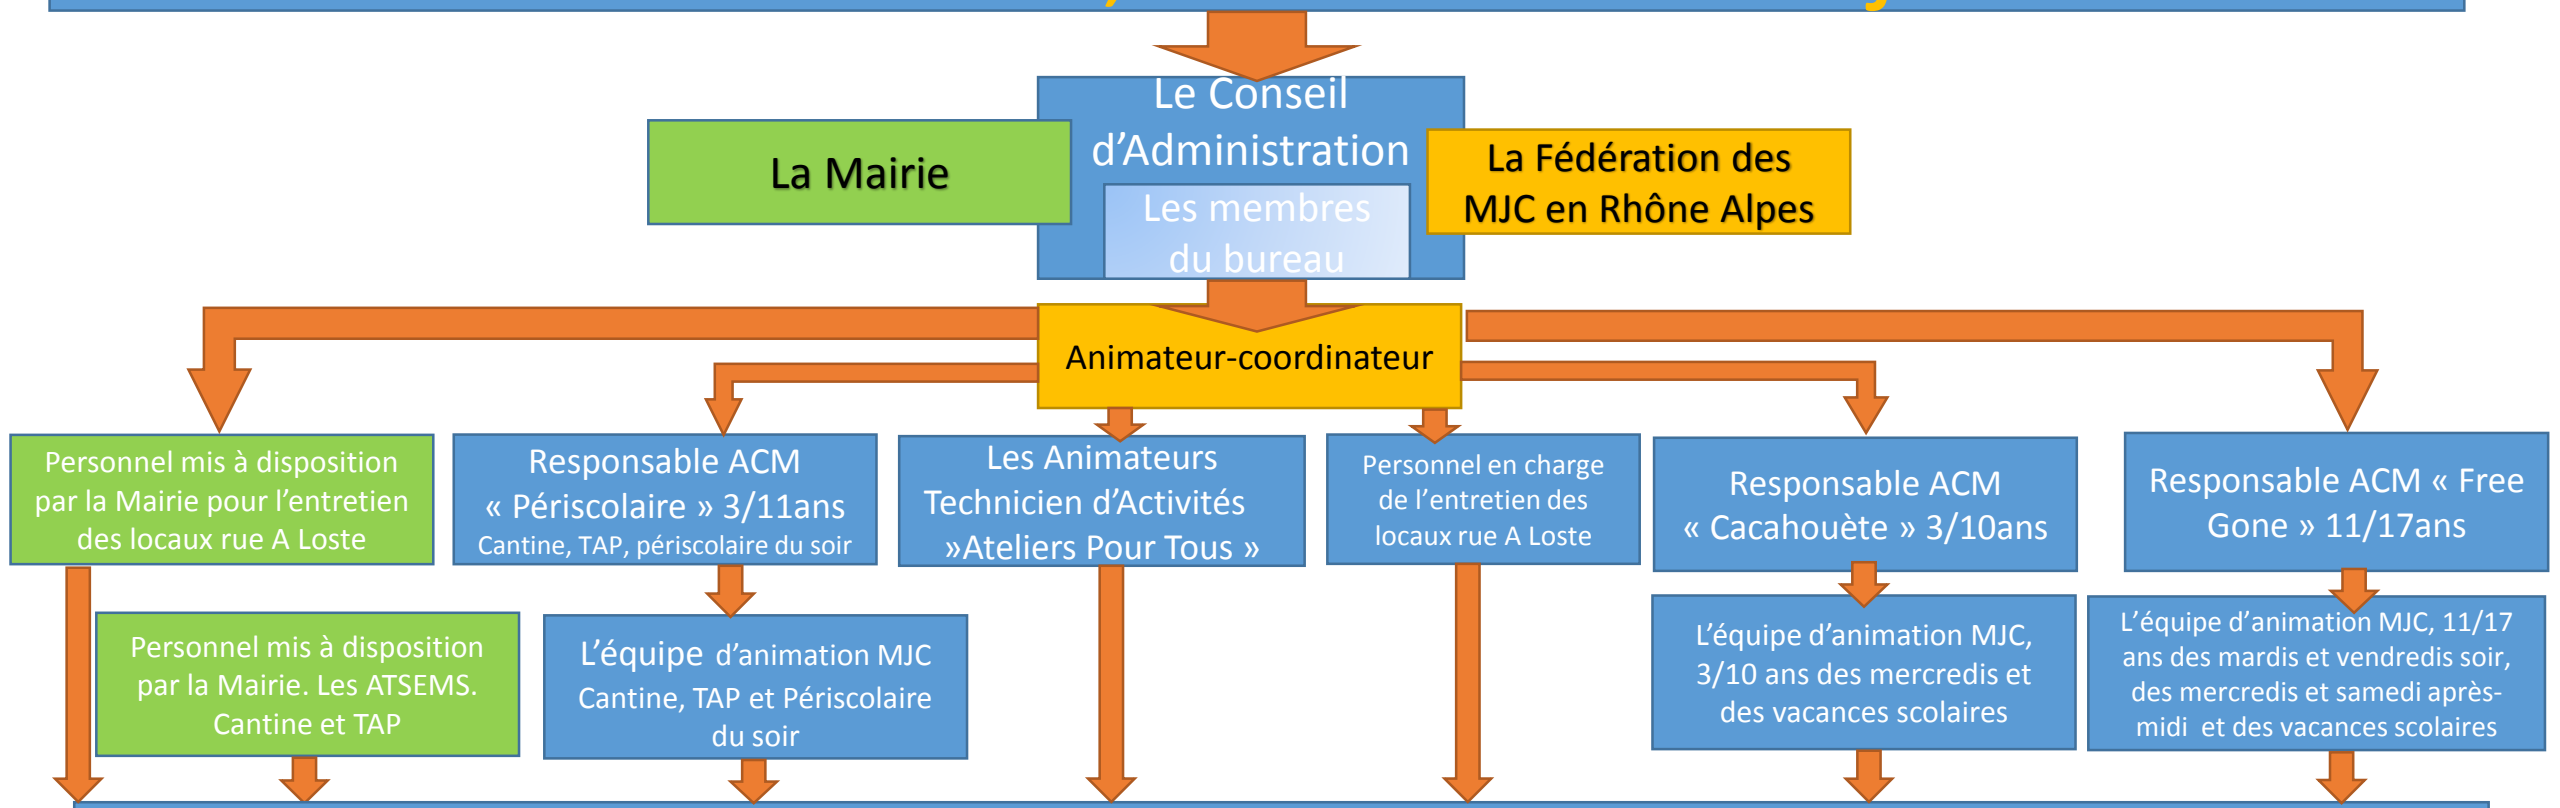 Le Conseil
d'Administration
La Mairie
La Fédération des
MJC en Rhône Alpes
Les membres
du bureau
Animateur-coordinateur
Personnel mis à disposition
par la Mairie pour l'entretien
des locaux rue A Loste
Responsable ACM
« Périscolaire » 3/11ans
Cantine, TAP, périscolaire du soir
Les Animateurs
Technicien d'Activités
»Ateliers Pour Tous »
Personnel en charge
de l'entretien des
locaux rue A Loste
Responsable ACM
« Cacahouète » 3/10ans
Responsable ACM « Free
Gone » 11/17ans
Personnel mis à disposition
par la Mairie. Les ATSEMS.
Cantine et TAP
L'équipe d'animation MJC
Cantine, TAP et Périscolaire
du soir
L'équipe d'animation MJC,
3/10 ans des mercredis et
des vacances scolaires
L'équipe d'animation MJC, 11/17
ans des mardis et vendredis soir,
des mercredis et samedi après-
midi et des vacances scolaires